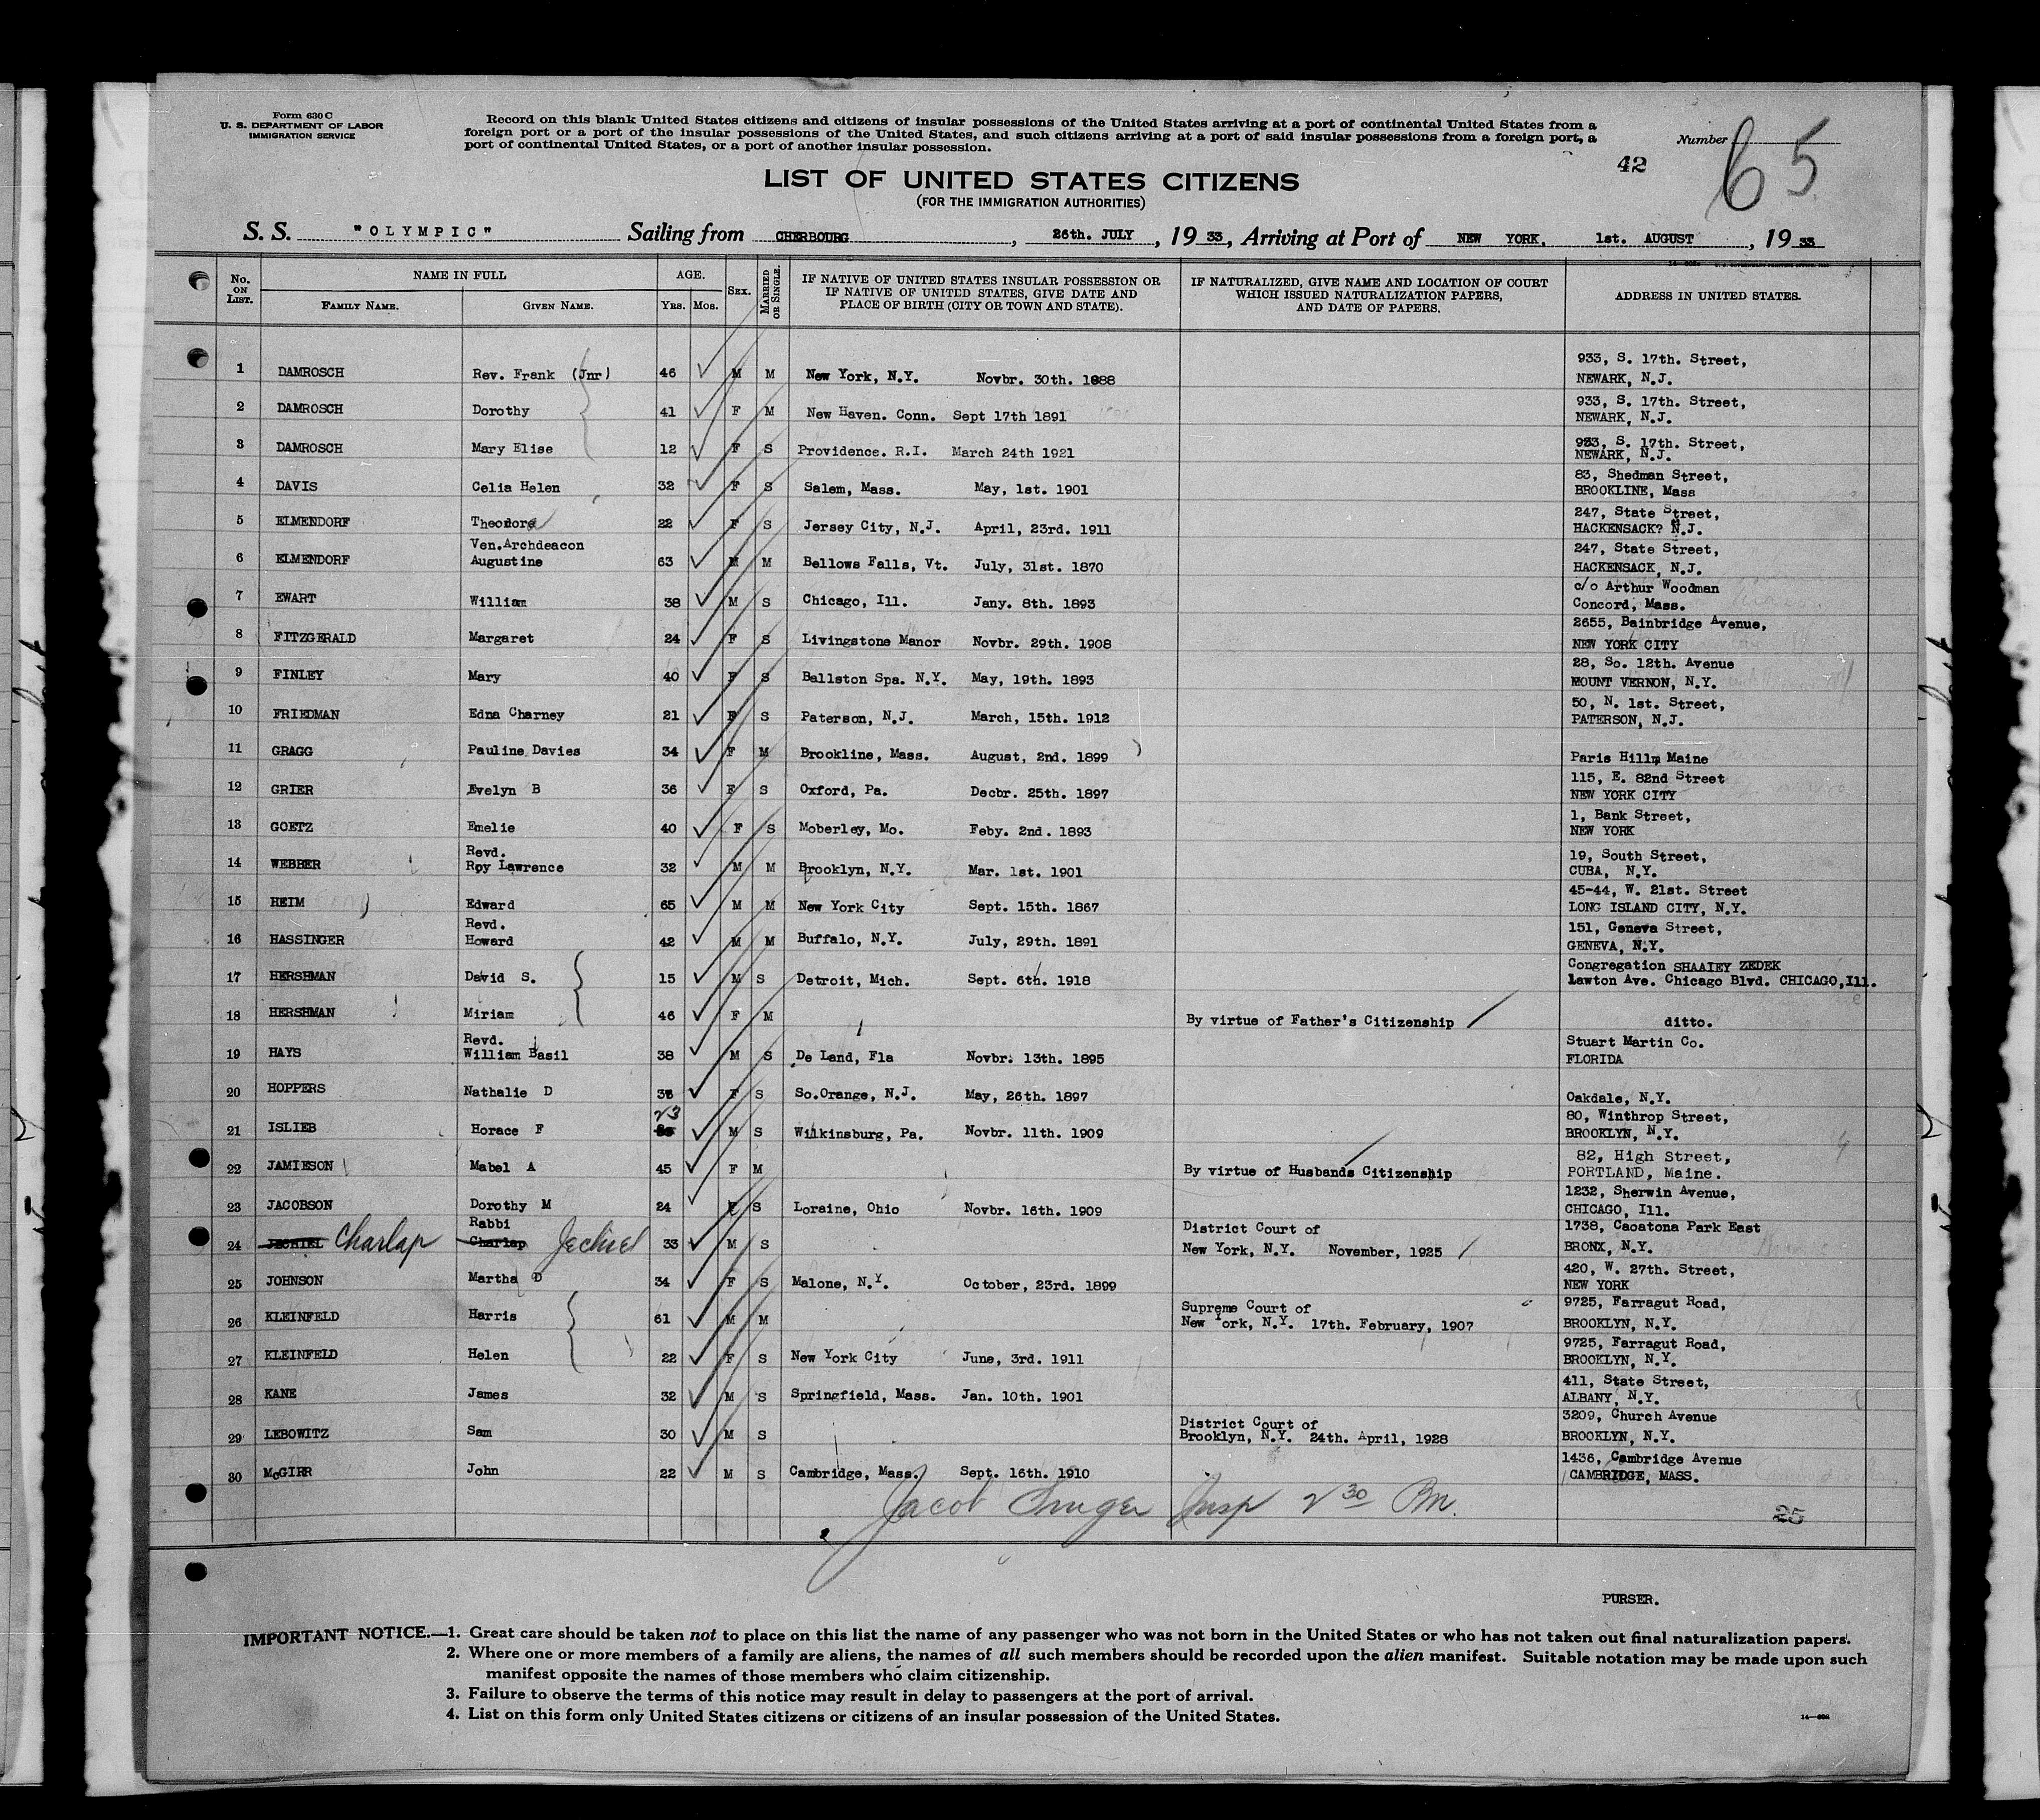 Form 630 C
U. S. DEPARTMENT OF LABOR
IMMIGRATION SERVICE
Record on this blank United States citizens and citizens of insular possessions of the United States arriving at a port of continental United States from a
foreign port or a port of the insular possessions of the United States, and such citizens arriving at a port of said insular possessions from a foreign port, a
port of continental United States, or a port of another insular possession.
Number
42
65
LIST OF UNITED STATES CITIZENS
(FOR THE IMMIGRATION AUTHORITIES)
S. S. "OLYMPIC" Sailing from CHERBOURG, 26th. JULY, 19 33, Arriving at Port of NEW YORK. 1st. AUGUST, 19 33
No. ON LIST. NAME IN FULL AGE. SEX. MARRIED OR SINGLE. IF NATIVE OF UNITED STATES INSULAR POSSESSION OR IF NATIVE OF UNITED STATES, GIVE DATE AND PLACE OF BIRTH (CITY OR TOWN AND STATE). IF NATURALIZED, GIVE NAME AND LOCATION OF COURT WHICH ISSUED NATURALIZATION PAPERS, AND DATE OF PAPERS. ADDRESS IN UNITED STATES.
FAMILY NAME. GIVEN NAME. YRS. MOS.
1 DAMROSCH Rev. Frank (Jnr) 46 M M New York, N.Y. Novbr. 30th. 1888 933, S. 17th. Street, NEWARK, N.J.
2 DAMROSCH Dorothy 41 F M New Haven. Conn. Sept 17th 1891 933, S. 17th. Street, NEWARK, N.J.
3 DAMROSCH Mary Elise 12 F S Providence. R.I. March 24th 1921 933, S. 17th. Street, NEWARK, N.J.
4 DAVIS Celia Helen 32 F S Salem, Mass. May, 1st. 1901 83, Shedman Street, BROOKLINE, Mass
5 ELMENDORF Theodora 22 F S Jersey City, N.J. April, 23rd. 1911 247, State Street, HACKENSACK? N.J.
6 ELMENDORF Ven.Archdeacon Augustine 63 M M Bellows Falls, Vt. July, 31st. 1870 247, State Street, HACKENSACK, N.J.
7 EWART William 38 M S Chicago, Ill. Jany. 8th. 1893 c/o Arthur Woodman Concord, Mass.
8 FITZGERALD Margaret 24 F S Livingstone Manor Novbr. 29th. 1908 2655, Bainbridge Avenue, NEW YORK CITY
9 FINLEY Mary 40 F S Ballston Spa. N.Y. May, 19th. 1893 28, So. 12th. Avenue MOUNT VERNON, N.Y.
10 FRIEDMAN Edna Charney 21 F S Paterson, N.J. March, 15th. 1912 50, N. 1st. Street, PATERSON, N.J.
11 GRAGG Pauline Davies 34 F M Brookline, Mass. August, 2nd. 1899 Paris Hill, Maine
12 GRIER Evelyn B 36 F S Oxford, Pa. Decbr. 25th. 1897 115, E. 82nd Street NEW YORK CITY
13 GOETZ Emelie 40 F S Moberley, Mo. Feby. 2nd. 1893 1, Bank Street, NEW YORK
14 WEBBER Revd. Roy Lawrence 32 M M Brooklyn, N.Y. Mar. 1st. 1901 19, South Street, CUBA, N.Y.
15 HEIM Edward 65 M M New York City Sept. 15th. 1867 45-44, W. 21st. Street LONG ISLAND CITY, N.Y.
16 HASSINGER Revd. Howard 42 M M Buffalo, N.Y. July, 29th. 1891 151, Geneva Street, GENEVA, N.Y.
17 HERSHMAN David S. 15 M S Detroit, Mich. Sept. 6th. 1918 Congregation SHAAIEY ZEDEK Lawton Ave. Chicago Blvd. CHICAGO,Ill.
18 HERSHMAN Miriam 46 F M By virtue of Father's Citizenship ditto.
19 HAYS Revd. William Basil 38 M S De Land, Fla Novbr. 13th. 1895 Stuart Martin Co. FLORIDA
20 HOPPERS Nathalie D 36 F S So.Orange, N.J. May, 26th. 1897 Oakdale, N.Y.
21 ISLIEB Horace F 23 M S Wilkinsburg, Pa. Novbr. 11th. 1909 80, Winthrop Street, BROOKLYN, N.Y.
22 JAMIESON Mabel A 45 F M By virtue of Husbands Citizenship 82, High Street, PORTLAND, Maine.
23 JACOBSON Dorothy M 24 F S Loraine, Ohio Novbr. 16th. 1909 1232, Sherwin Avenue, CHICAGO, Ill.
24 JECHIEL Charlap Rabbi Charlap Jechiel 33 M S District Court of New York, N.Y. November, 1925 1738, Caoatona Park East BRONX, N.Y.
25 JOHNSON Martha D 34 F S Malone, N.Y. October, 23rd. 1899 420, W. 27th. Street, NEW YORK
26 KLEINFELD Harris 61 M M Supreme Court of New York, N.Y. 17th. February, 1907 9725, Farragut Road, BROOKLYN, N.Y.
27 KLEINFELD Helen 22 F S New York City June, 3rd. 1911 9725, Farragut Road, BROOKLYN, N.Y.
28 KANE James 32 M S Springfield, Mass. Jan. 10th. 1901 411, State Street, ALBANY, N.Y.
29 LEBOWITZ Sam 30 M S District Court of Brooklyn, N.Y. 24th. April, 1928 3209, Church Avenue BROOKLYN, N.Y.
30 McGIRR John 22 M S Cambridge, Mass. Sept. 16th. 1910 1436, Cambridge Avenue CAMBRIDGE, MASS.
Jacob Insp 2 30 Pm.
25
PURSER.
IMPORTANT NOTICE.—1. Great care should be taken not to place on this list the name of any passenger who was not born in the United States or who has not taken out final naturalization papers.
2. Where one or more members of a family are aliens, the names of all such members should be recorded upon the alien manifest. Suitable notation may be made upon such
manifest opposite the names of those members who claim citizenship.
3. Failure to observe the terms of this notice may result in delay to passengers at the port of arrival.
4. List on this form only United States citizens or citizens of an insular possession of the United States.